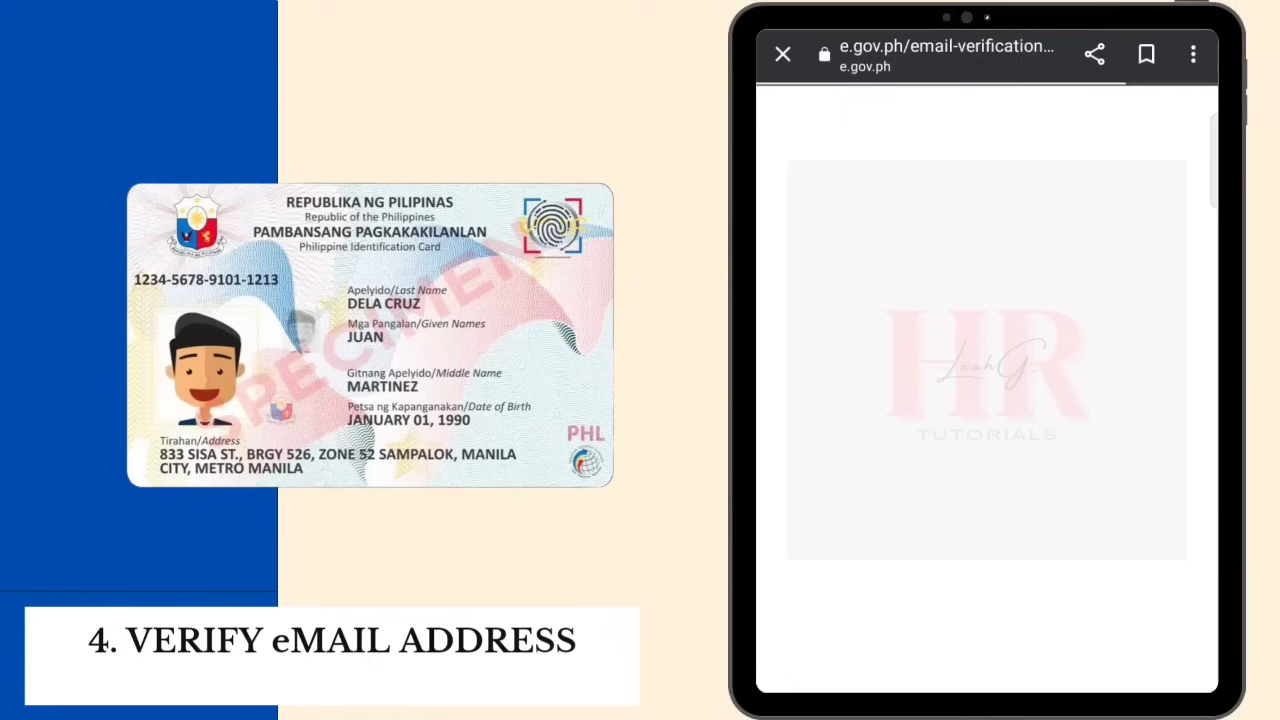 REPUBLIKA NG PILIPINAS
Republic of the Philippines
PAMBANSANG PAGKAKAKILANLAN
Philippine Identification Card
1234-5678-9101-1213
Apelyido/Last Name
DELA CRUZ
Mga Pangalan/Given Names
JUAN
Gitnang Apelyido/Middle Name
MARTINEZ
Petsa ng Kapanganakan/Date of Birth
JANUARY 01, 1990
PHL
Tirahan/Address
833 SISA ST., BRGY 526, ZONE 52 SAMPALOK, MANILA
CITY, METRO MANILA
SPECIMEN
4. VERIFY eMAIL ADDRESS
e.gov.ph/email-verification...
e.gov.ph
HR
Leah G.
TUTORIALS